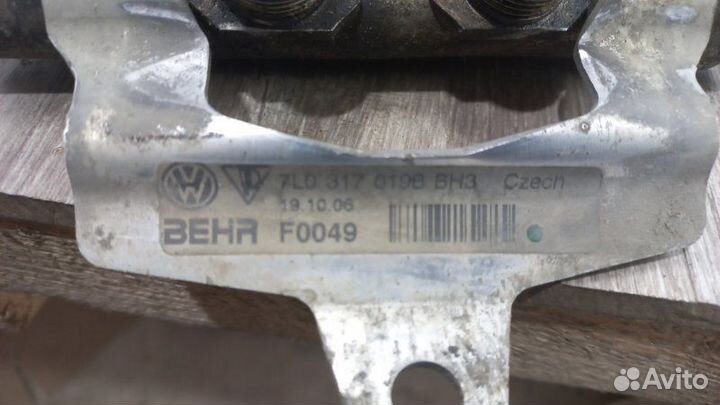 7L0 317 019B BH3 Czech
19.10.06
BEHR F0049
Avito